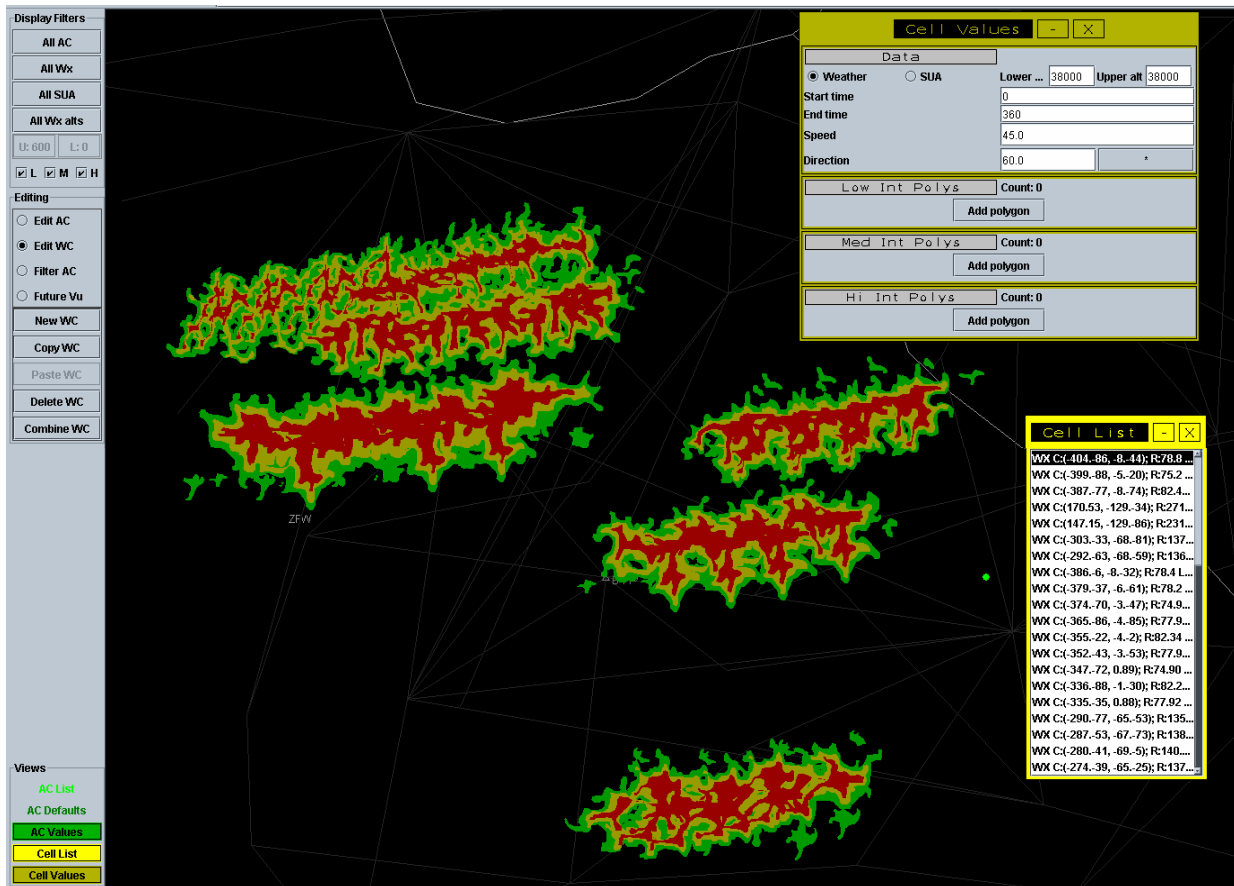 Display Filters
All AC
All Wx
All SUA
All Wx alts
U: 600 L: 0
L M H
Editing
Edit AC
Edit WC
Filter AC
Future Vu
New WC
Copy WC
Paste WC
Delete WC
Combine WC
Views
AC List
AC Defaults
AC Values
Cell List
Cell Values
ZFW
Cell Values - X
Data
Weather SUA Lower ... 38000 Upper alt 38000
Start time 0
End time 360
Speed 45.0
Direction 60.0 *
Low Int Polys Count: 0
Add polygon
Med Int Polys Count: 0
Add polygon
Hi Int Polys Count: 0
Add polygon
Cell List - X
WX C:(-404.-86, -8.-44); R:78.8 ...
WX C:(-399.-88, -5.-20); R:75.2 ...
WX C:(-387.-77, -8.-74); R:82.4...
WX C:(170.53, -129.-34); R:271...
WX C:(147.15, -129.-86); R:231...
WX C:(-303.-33, -68.-81); R:137...
WX C:(-292.-63, -68.-59); R:136...
WX C:(-386.-6, -8.-32); R:78.4 L...
WX C:(-379.-37, -6.-61); R:78.2 ...
WX C:(-374.-70, -3.-47); R:74.9...
WX C:(-365.-86, -4.-85); R:77.9...
WX C:(-355.-22, -4.-2); R:82.34 ...
WX C:(-352.-43, -3.-53); R:77.9...
WX C:(-347.-72, 0.89); R:74.90 ...
WX C:(-336.-88, -1.-30); R:82.2...
WX C:(-335.-35, 0.88); R:77.92 ...
WX C:(-290.-77, -65.-53); R:135...
WX C:(-287.-53, -67.-73); R:138...
WX C:(-280.-41, -69.-5); R:140....
WX C:(-274.-39, -65.-25); R:137...